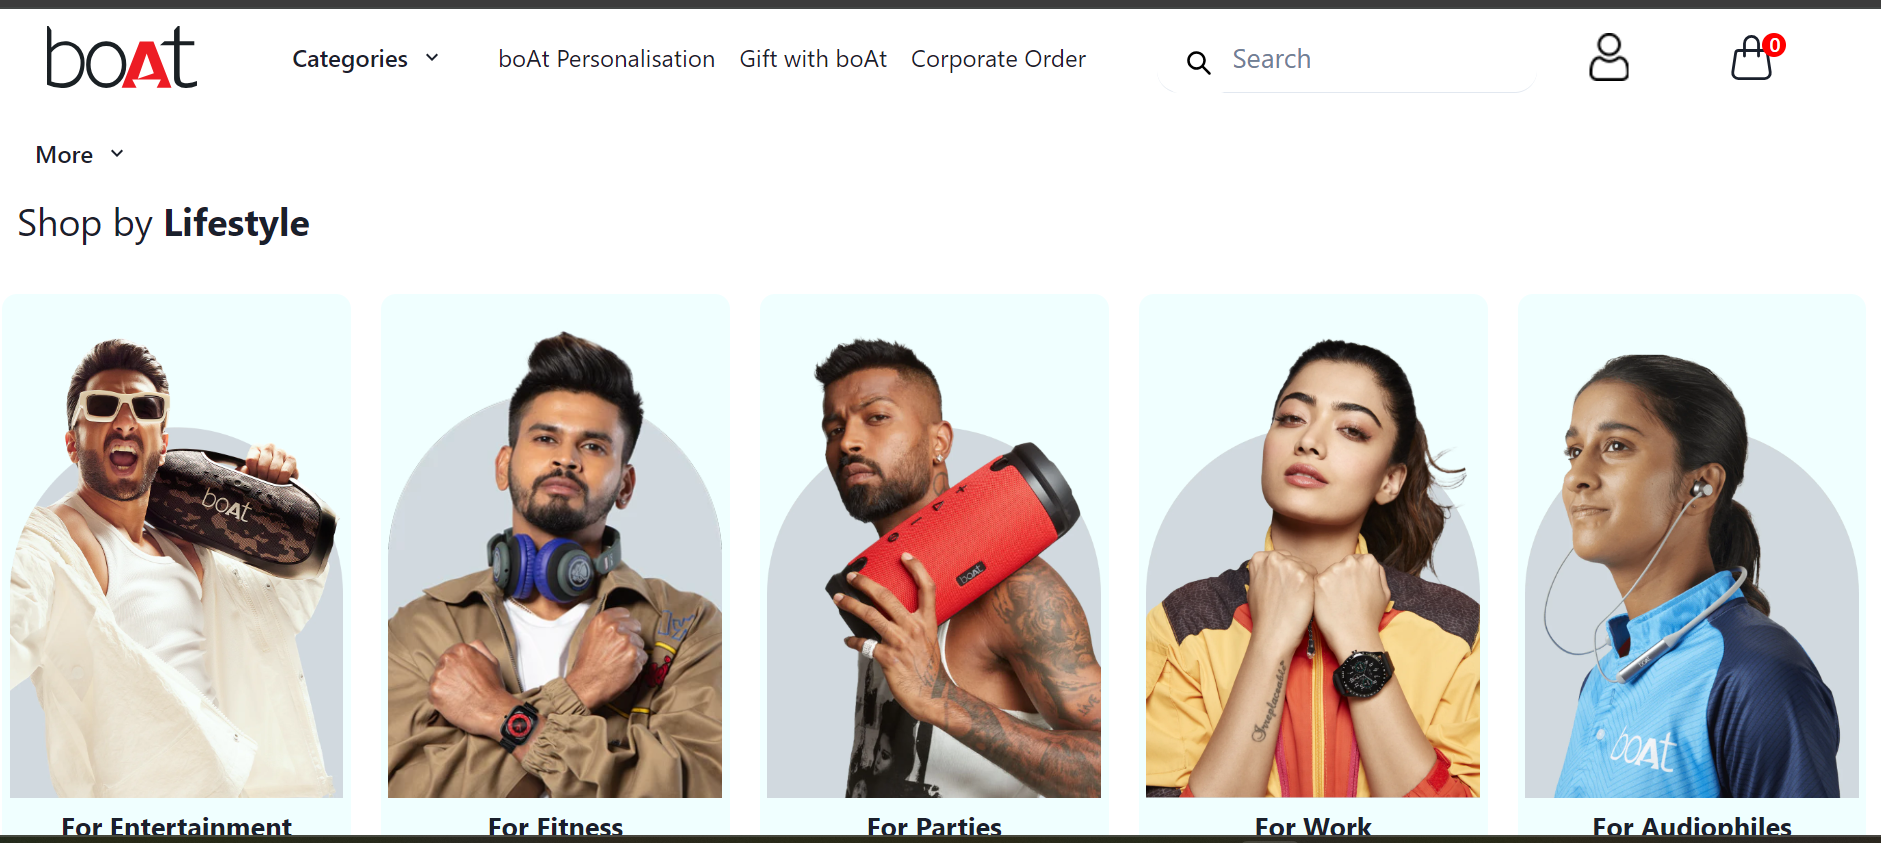 boAt
Categories
boAt Personalisation
Gift with boAt
Corporate Order
Search
0
More
Shop by Lifestyle
boAt
boAt
Irreplaceable
boAt
For Entertainment
For Fitness
For Parties
For Work
For Audiophiles